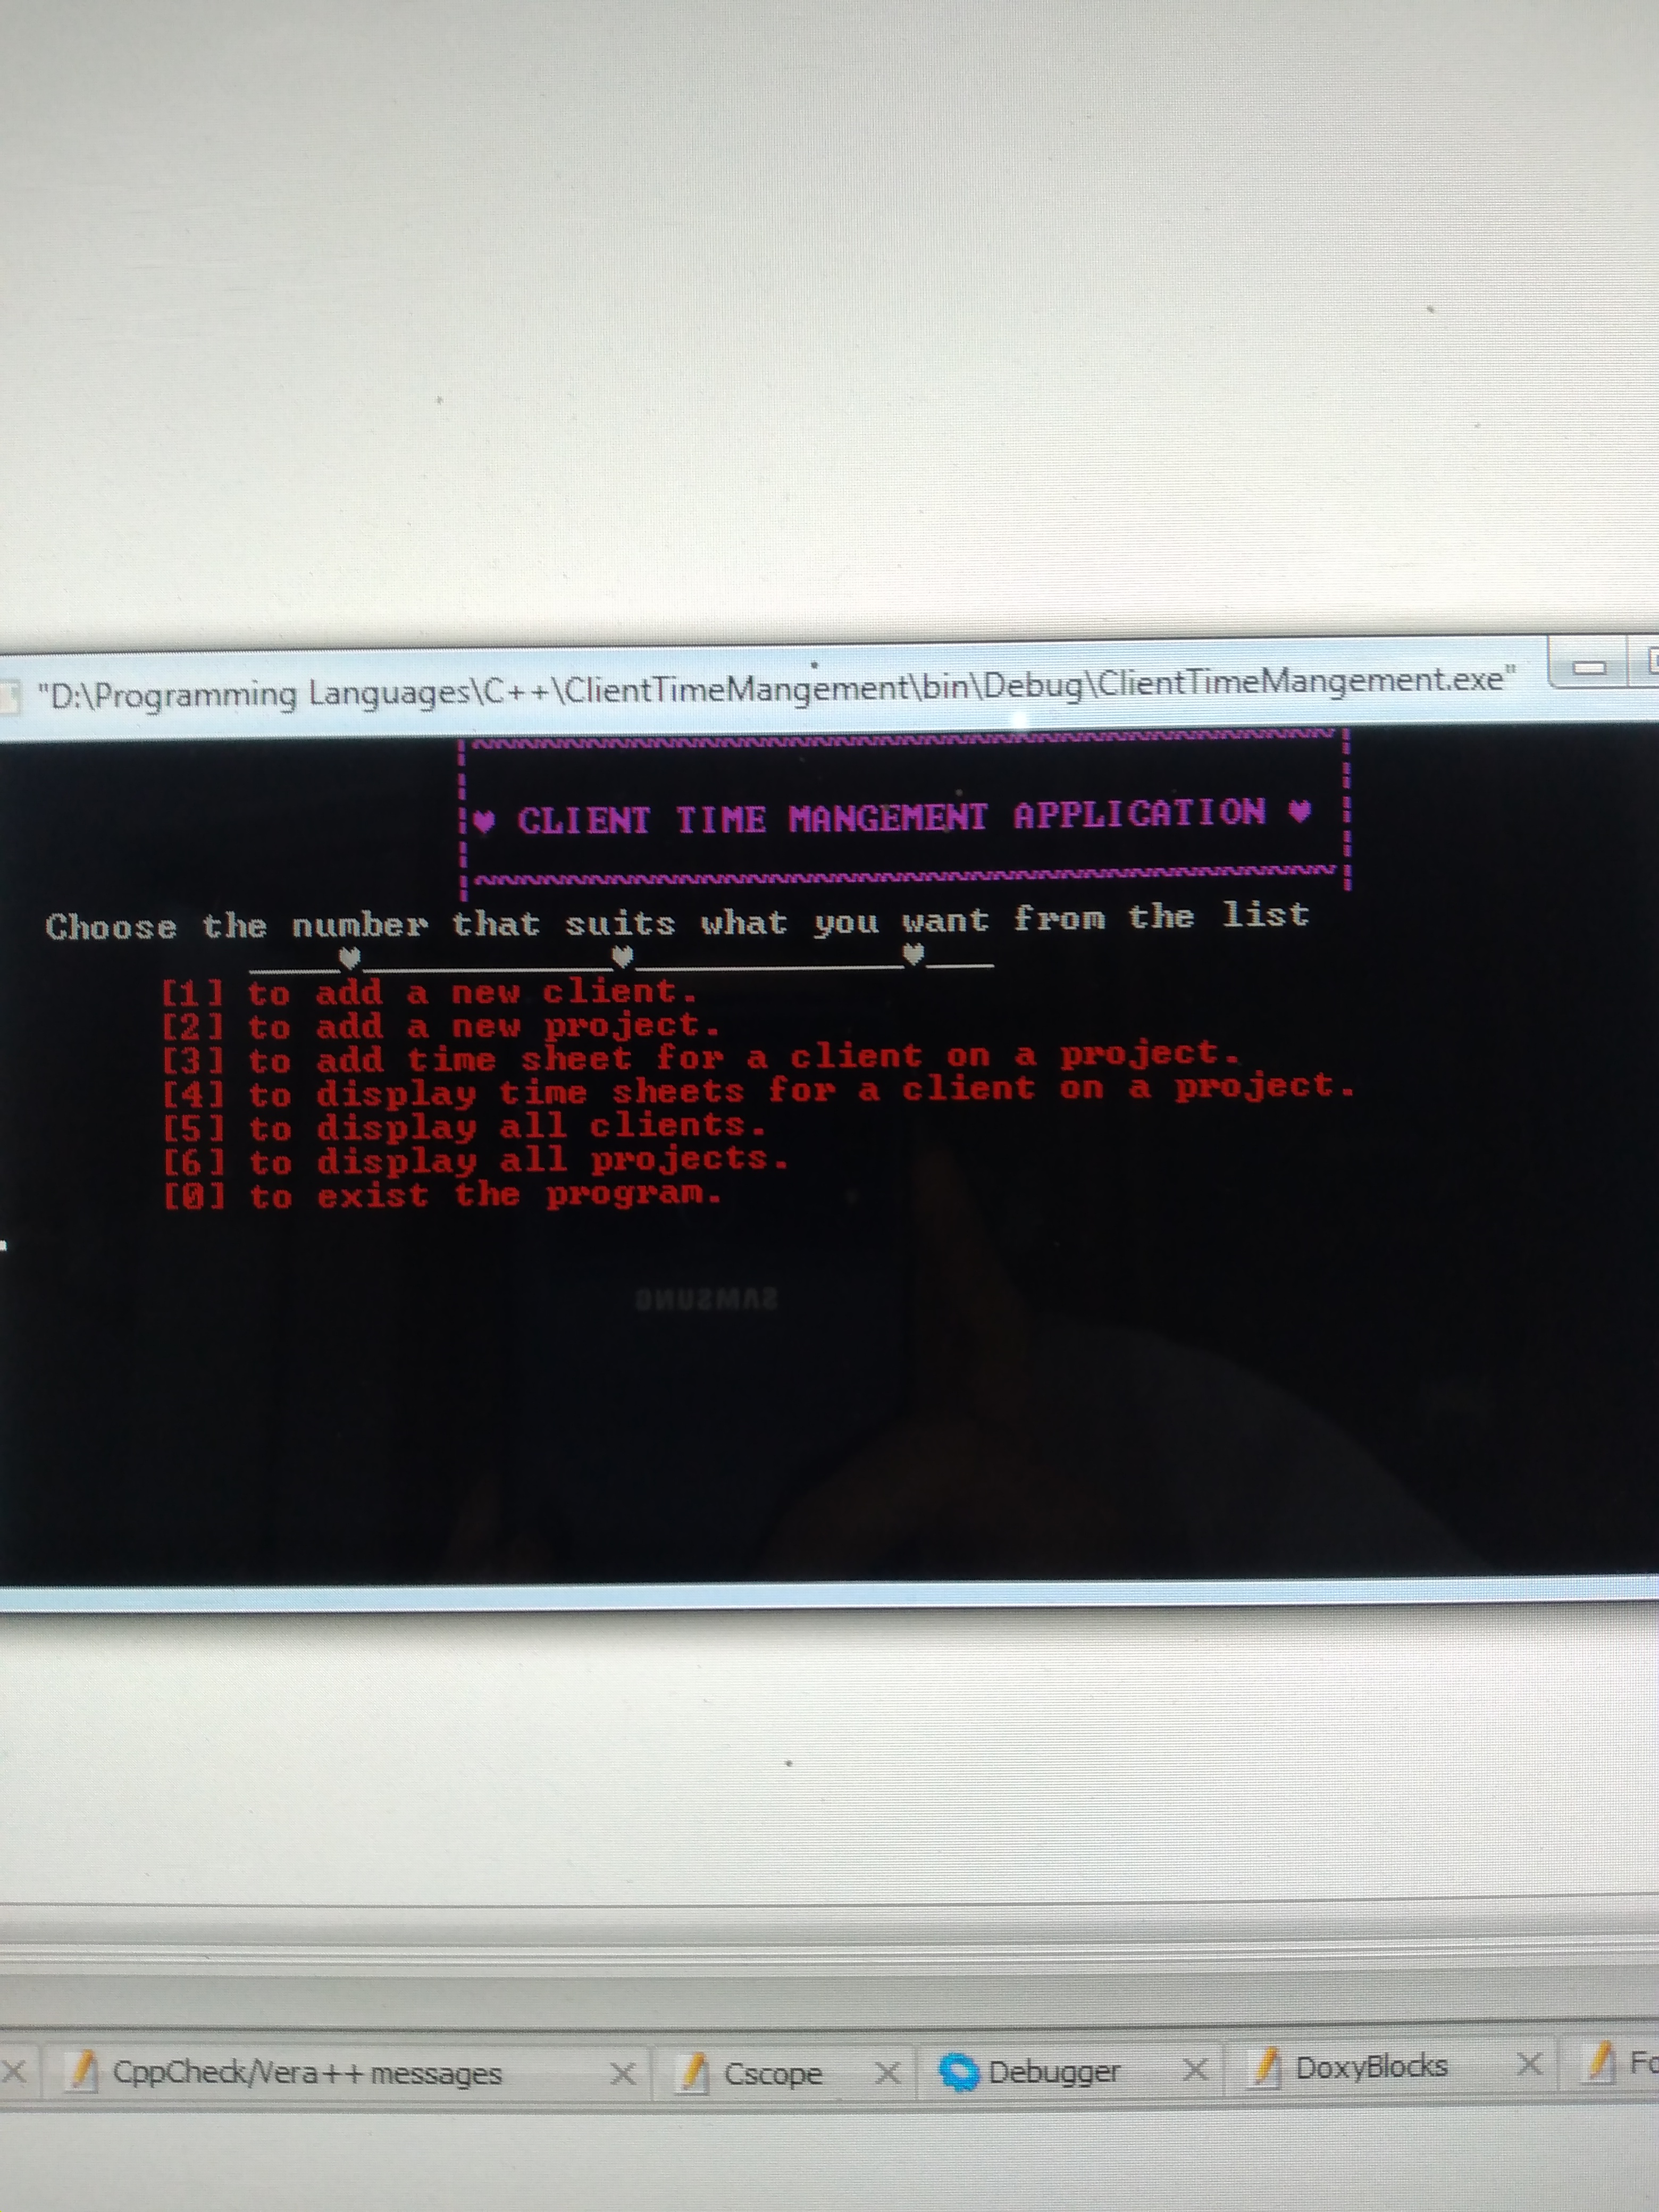 "D:\Programming Languages\C++\ClientTimeMangement\bin\Debug\ClientTimeMangement.exe"
♥ CLIENT TIME MANGEMENT APPLICATION ♥
Choose the number that suits what you want from the list
[1] to add a new client.
[2] to add a new project.
[3] to add time sheet for a client on a project.
[4] to display time sheets for a client on a project.
[5] to display all clients.
[6] to display all projects.
[0] to exist the program.
SAMSUNG
CppCheck/Vera++ messages Cscope Debugger DoxyBlocks